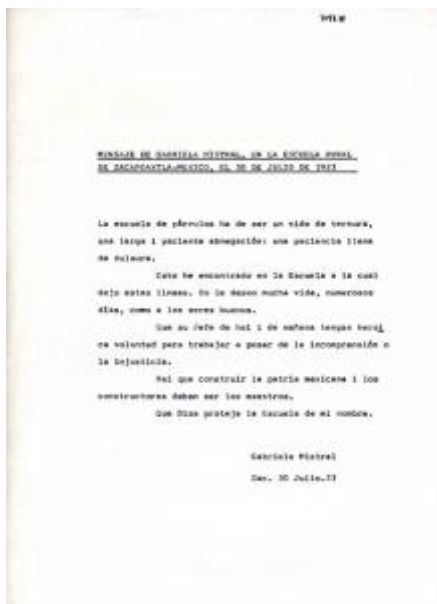 MENSAJE DE GABRIELA MISTRAL, EN LA ESCUELA RURAL
DE ZACAPOAXTLA-MEXICO, EL 30 DE JULIO DE 1923
La escuela de párvulos ha de ser un nido de ternura,
una larga i paciente abnegación: una paciencia llena
de dulzura.
Esto he encontrado en la Escuela a la cual
dejo estas líneas. Yo le deseo mucha vida, numerosos
días, como a los seres buenos.
Que su Jefe de hoi i de mañana tengan heroi
ca voluntad para trabajar a pesar de la incomprensión o
la injusticia.
Hai que construir la patria mexicana i los
constructores deben ser los maestros.
Que Dios proteja la Escuela de mi nombre.
Gabriela Mistral
Zac. 30 Julio.23